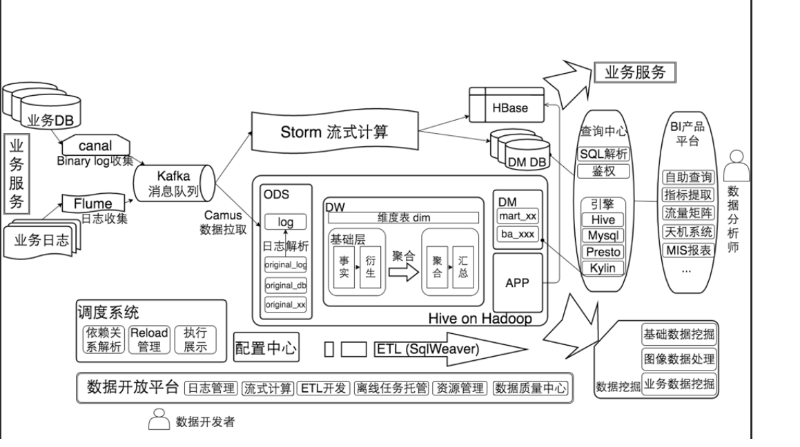 业务服务
业务DB
业务服务
canal
Binary log收集
Flume
日志收集
业务日志
Kafka
消息队列
Camus
数据拉取
Storm 流式计算
HBase
DM DB
ODS
log
日志解析
original_log
original_db
original_xx
DW
维度表 dim
基础层
事实
衍生
聚合
聚合
汇总
DM
mart_xx
ba_xxx
APP
Hive on Hadoop
查询中心
SQL解析
鉴权
引擎
Hive
Mysql
Presto
Kylin
BI产品
平台
自助查询
指标提取
流量矩阵
天机系统
MIS报表
...
数据分析师
调度系统
依赖关
系解析
Reload
管理
执行
展示
配置中心
ETL (SqlWeaver)
基础数据挖掘
图像数据处理
数据挖掘
业务数据挖掘
数据开放平台
日志管理
流式计算
ETL开发
离线任务托管
资源管理
数据质量中心
数据开发者